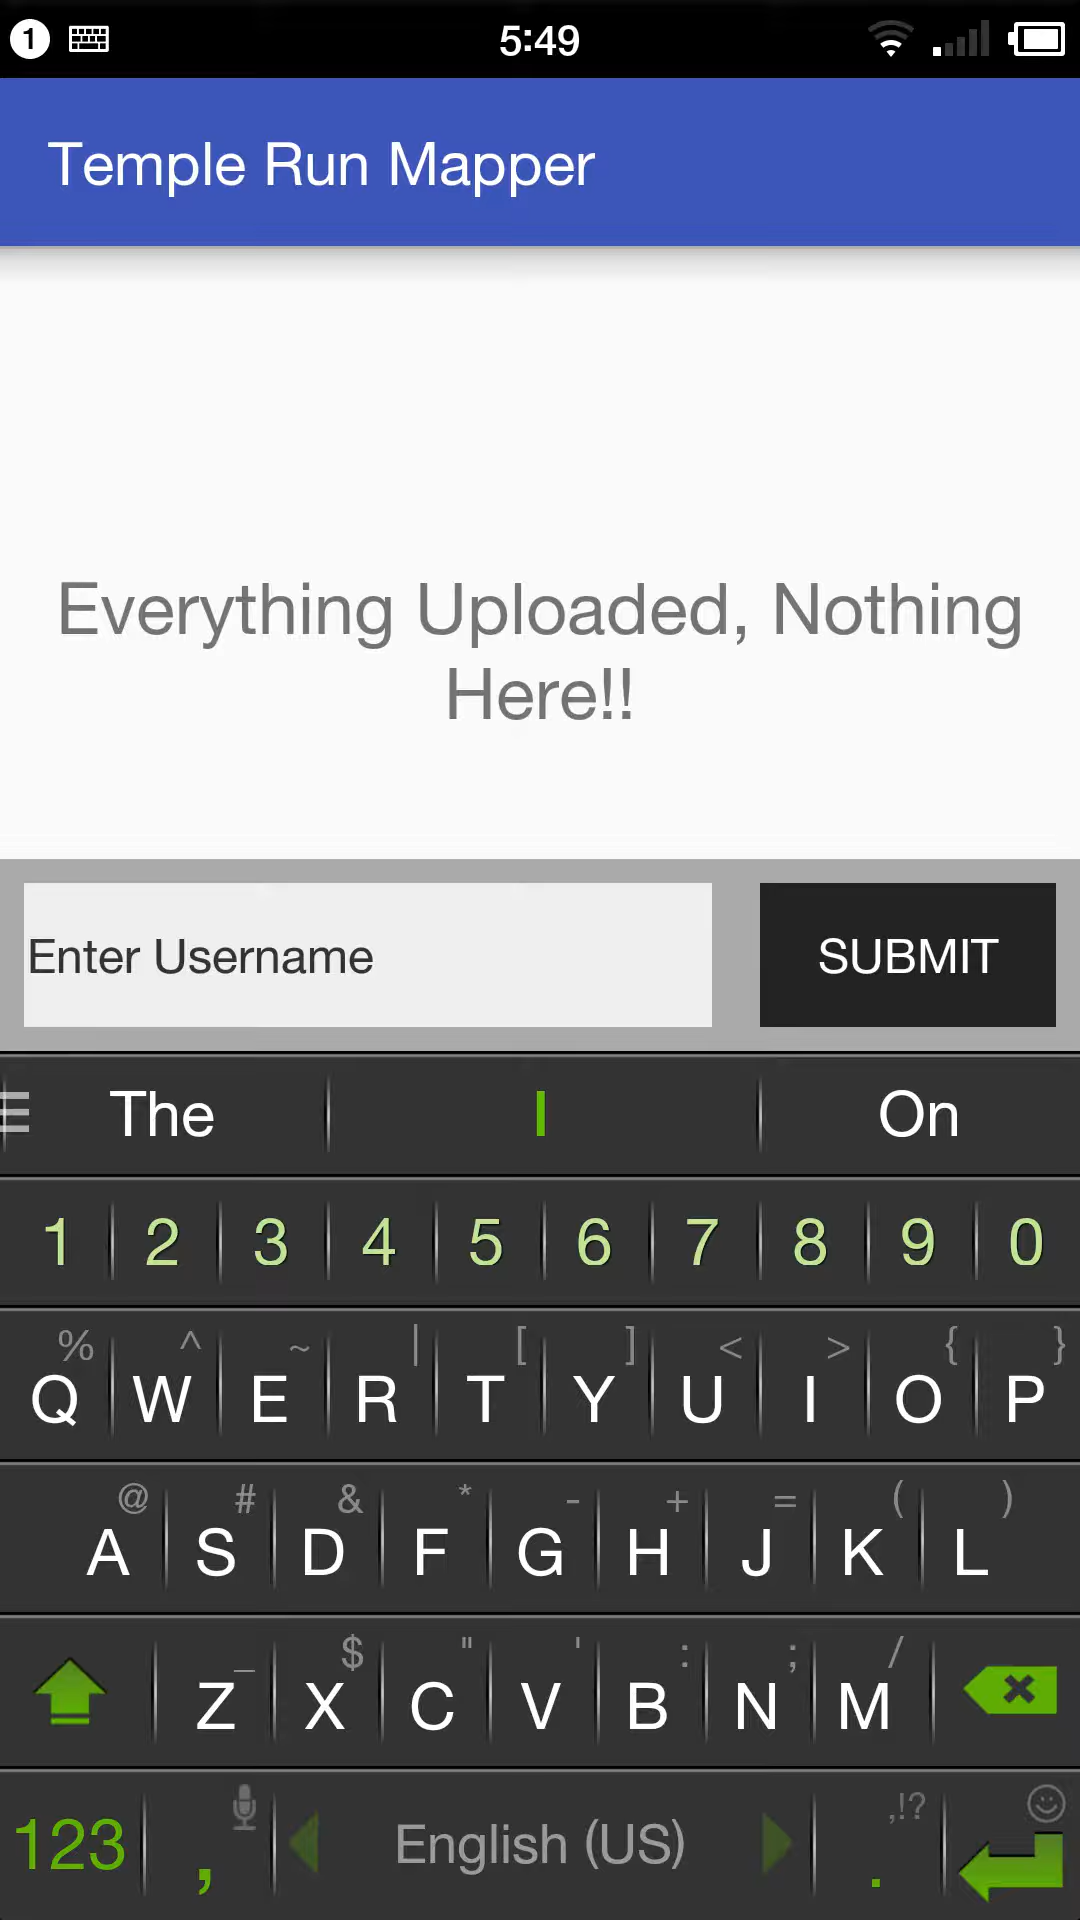 1 5:49
Temple Run Mapper
Everything Uploaded, Nothing
Here!!
Enter Username SUBMIT
The I On
1 2 3 4 5 6 7 8 9 0
% ^ ~ | [ ] < > { }
Q W E R T Y U I O P
@ # & * - + = ( )
A S D F G H J K L
_ $ " ' : ; /
Z X C V B N M
,!?
123 , English (US) .